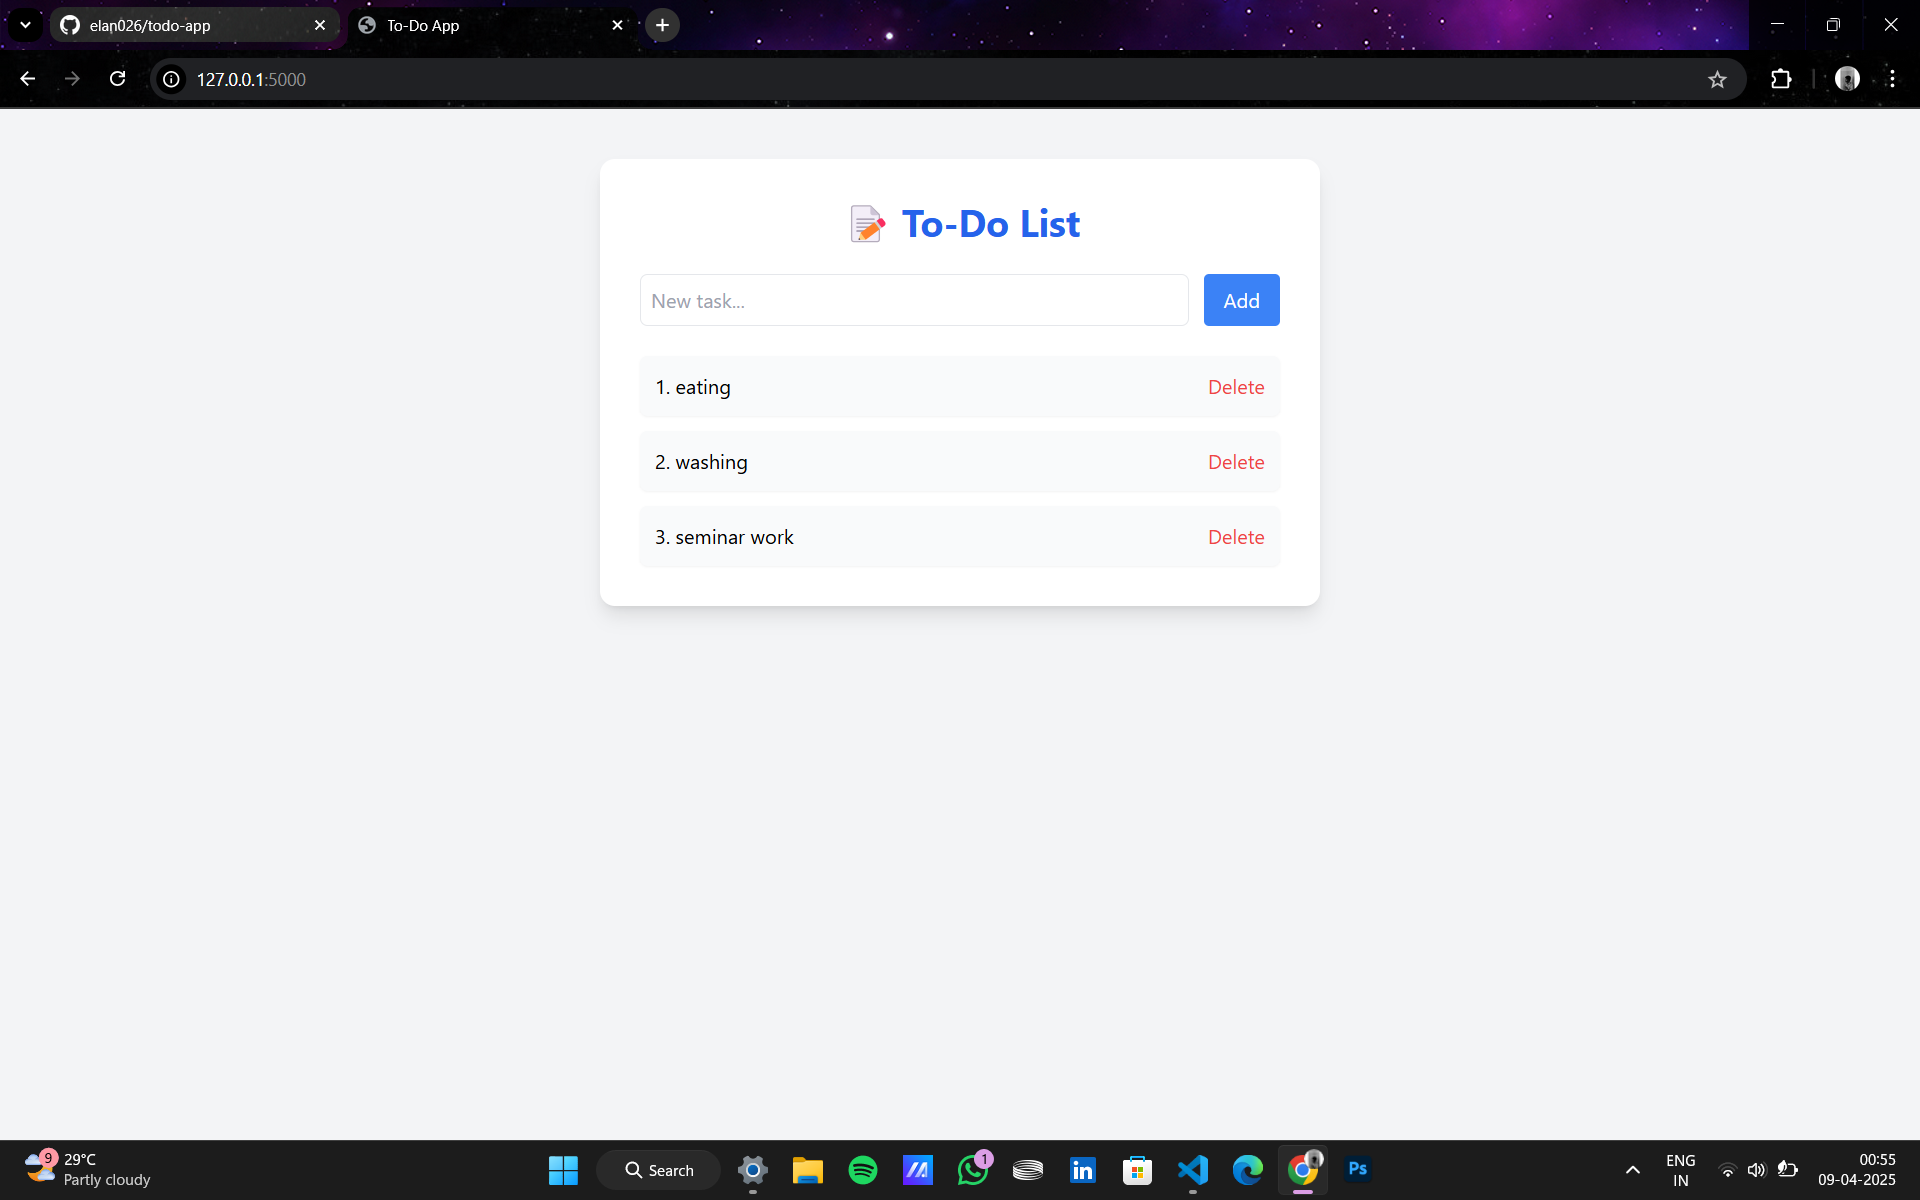 elan026/todo-app
To-Do App
127.0.0.1:5000
To-Do List
New task...
Add
1. eating
Delete
2. washing
Delete
3. seminar work
Delete
9
29°C
Partly cloudy
Search
1
in
Ps
ENG
IN
00:55
09-04-2025